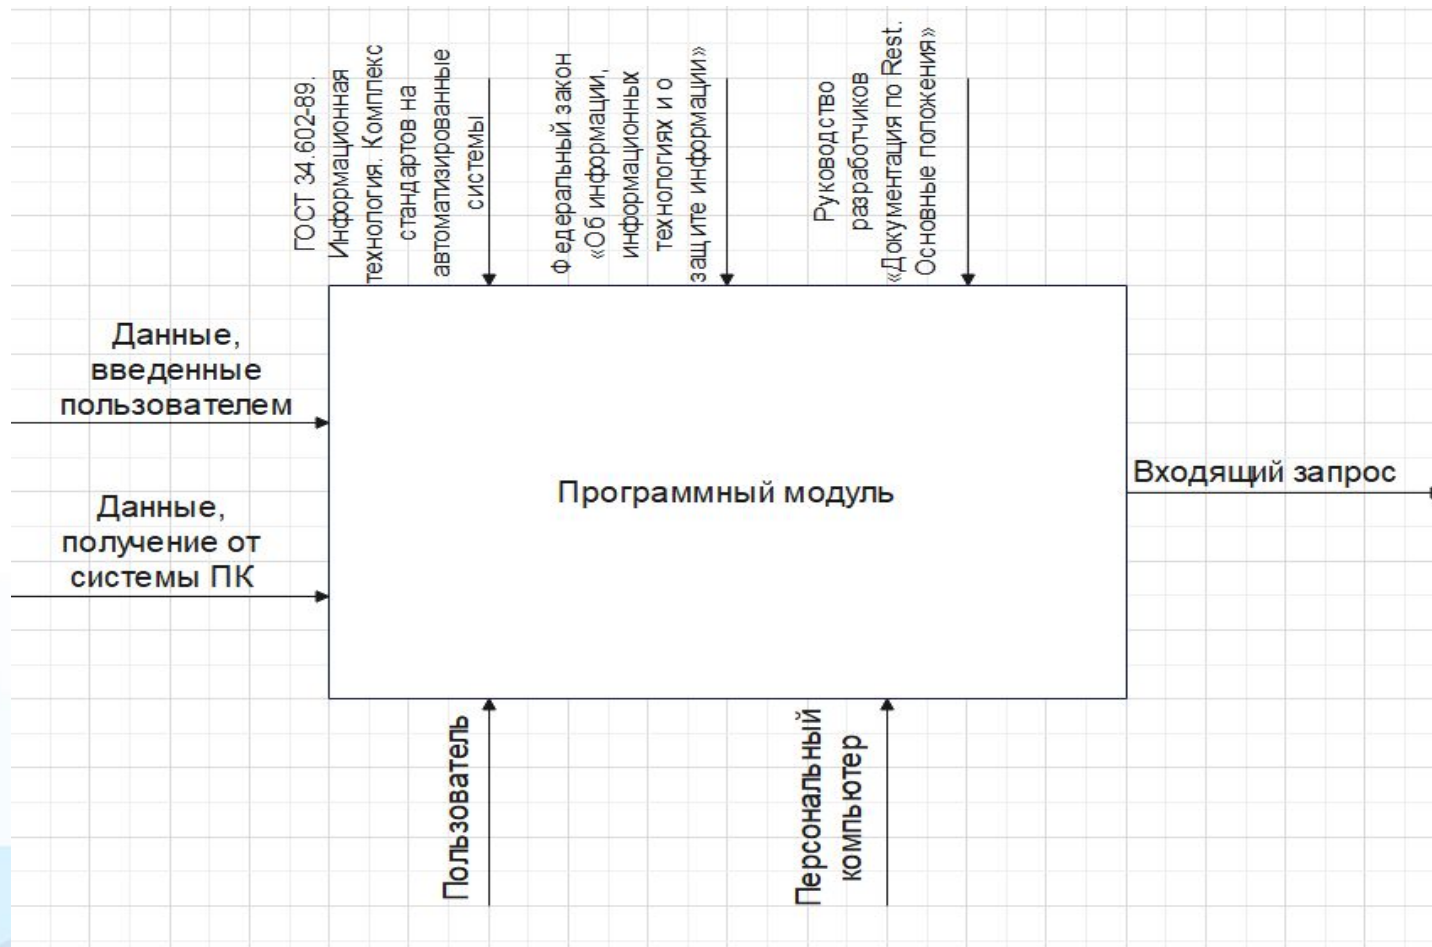 ГОСТ 34.602-89.
Информационная
технология. Комплекс
стандартов на
автоматизированные
системы
Федеральный закон
«Об информации,
информационных
технологиях и о
защите информации»
Руководство
разработчиков
«Документация по Rest.
Основные положения»
Данные,
введенные
пользователем
Данные,
получение от
системы ПК
Программный модуль
Входящий запрос
Пользователь
Персональный
компьютер